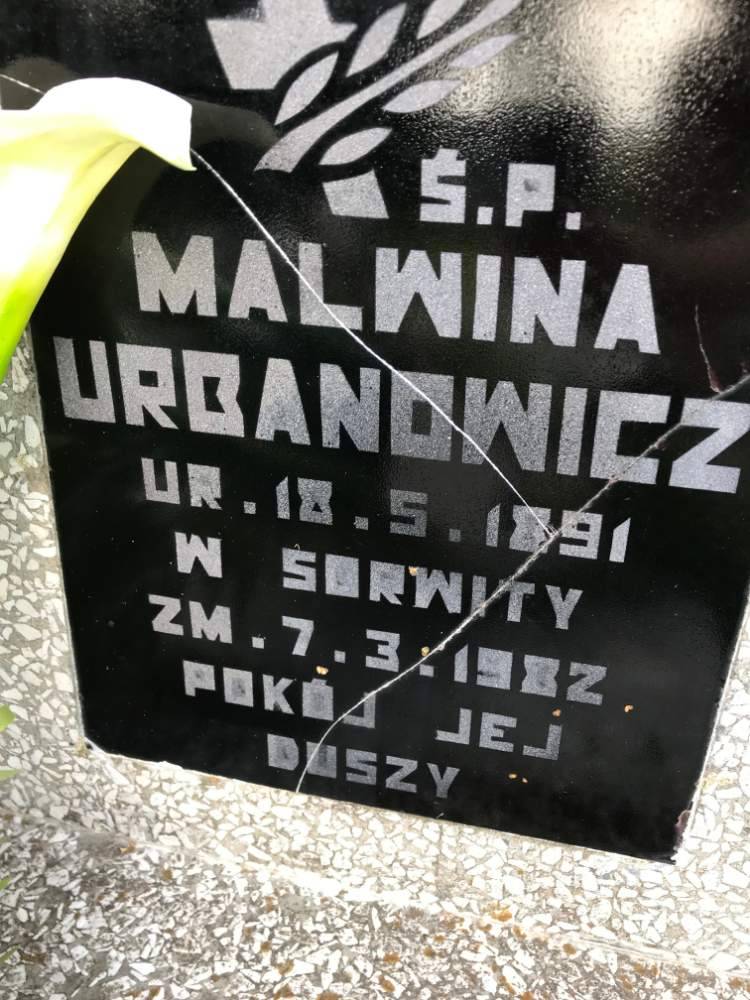 Ś.P.
MALWINA
URBANOWICZ
UR. 18. 5. 1891
W SORWITY
ZM. 7. 3. 1982
POKÓJ JEJ
DUSZY